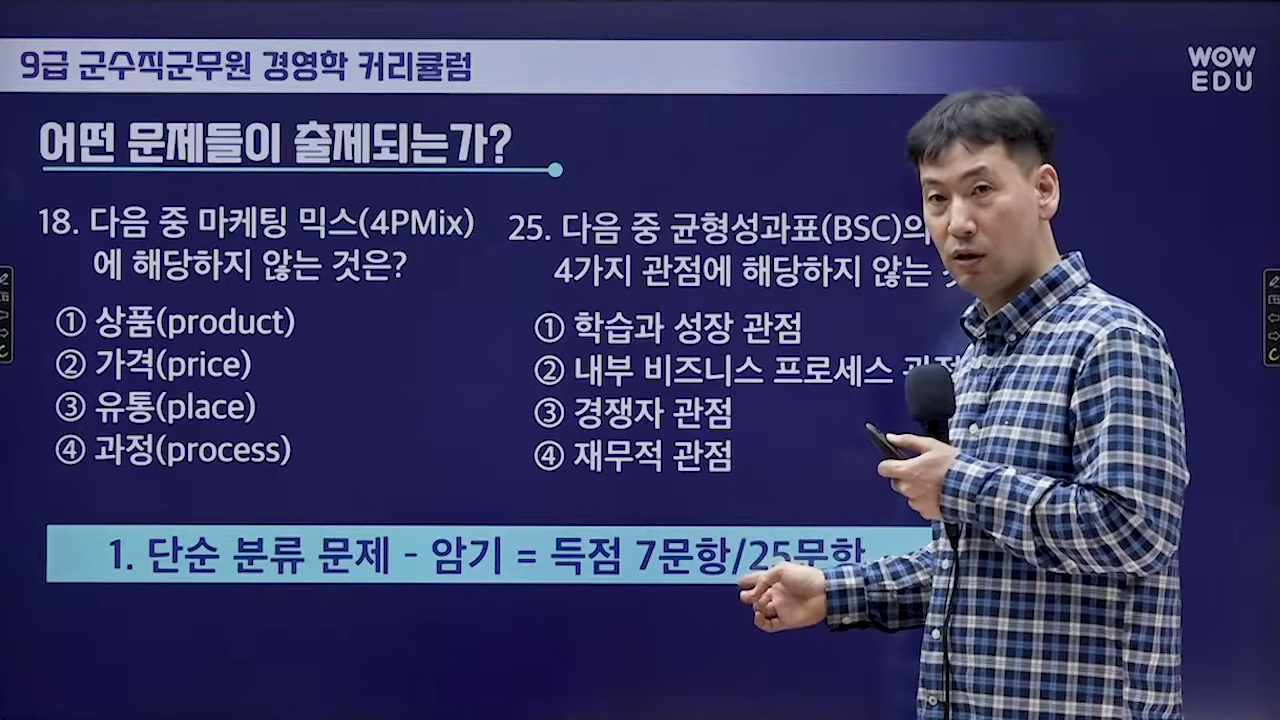 9급 군수직군무원 경영학 커리큘럼
WOW
EDU
어떤 문제들이 출제되는가?
18. 다음 중 마케팅 믹스(4PMix)
에 해당하지 않는 것은?
① 상품(product)
② 가격(price)
③ 유통(place)
④ 과정(process)
25. 다음 중 균형성과표(BSC)의
4가지 관점에 해당하지 않는
① 학습과 성장 관점
② 내부 비즈니스 프로세스 관점
③ 경쟁자 관점
④ 재무적 관점
1. 단순 분류 문제 - 암기 = 득점 7문항/25문항